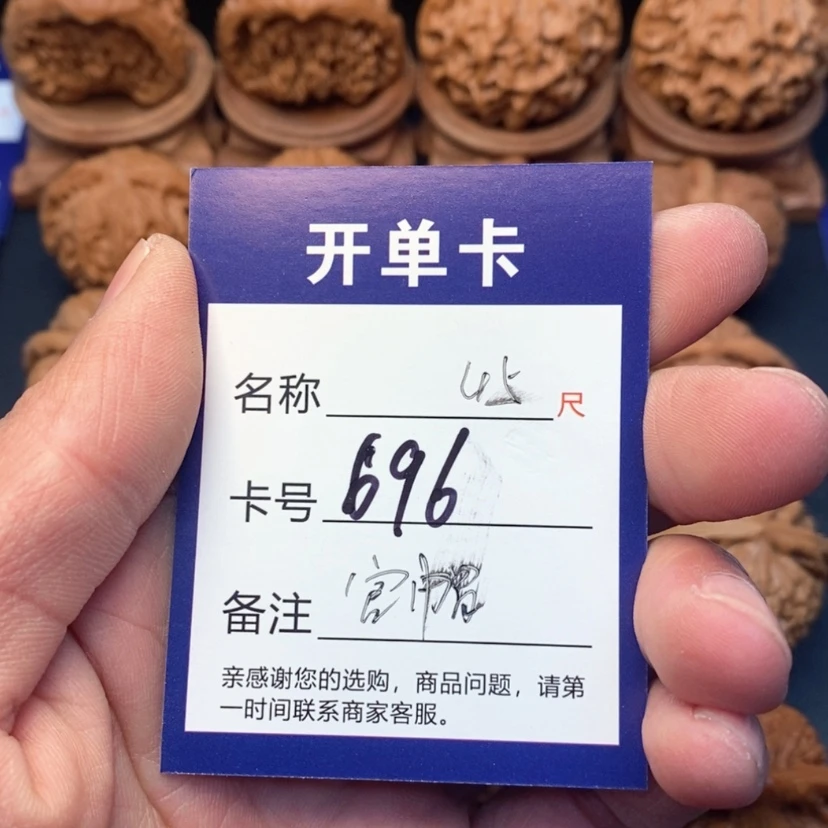 开单卡
名称 45 尺
卡号 696
备注 官帽
亲感谢您的选购，商品问题，请第
一时间联系商家客服。